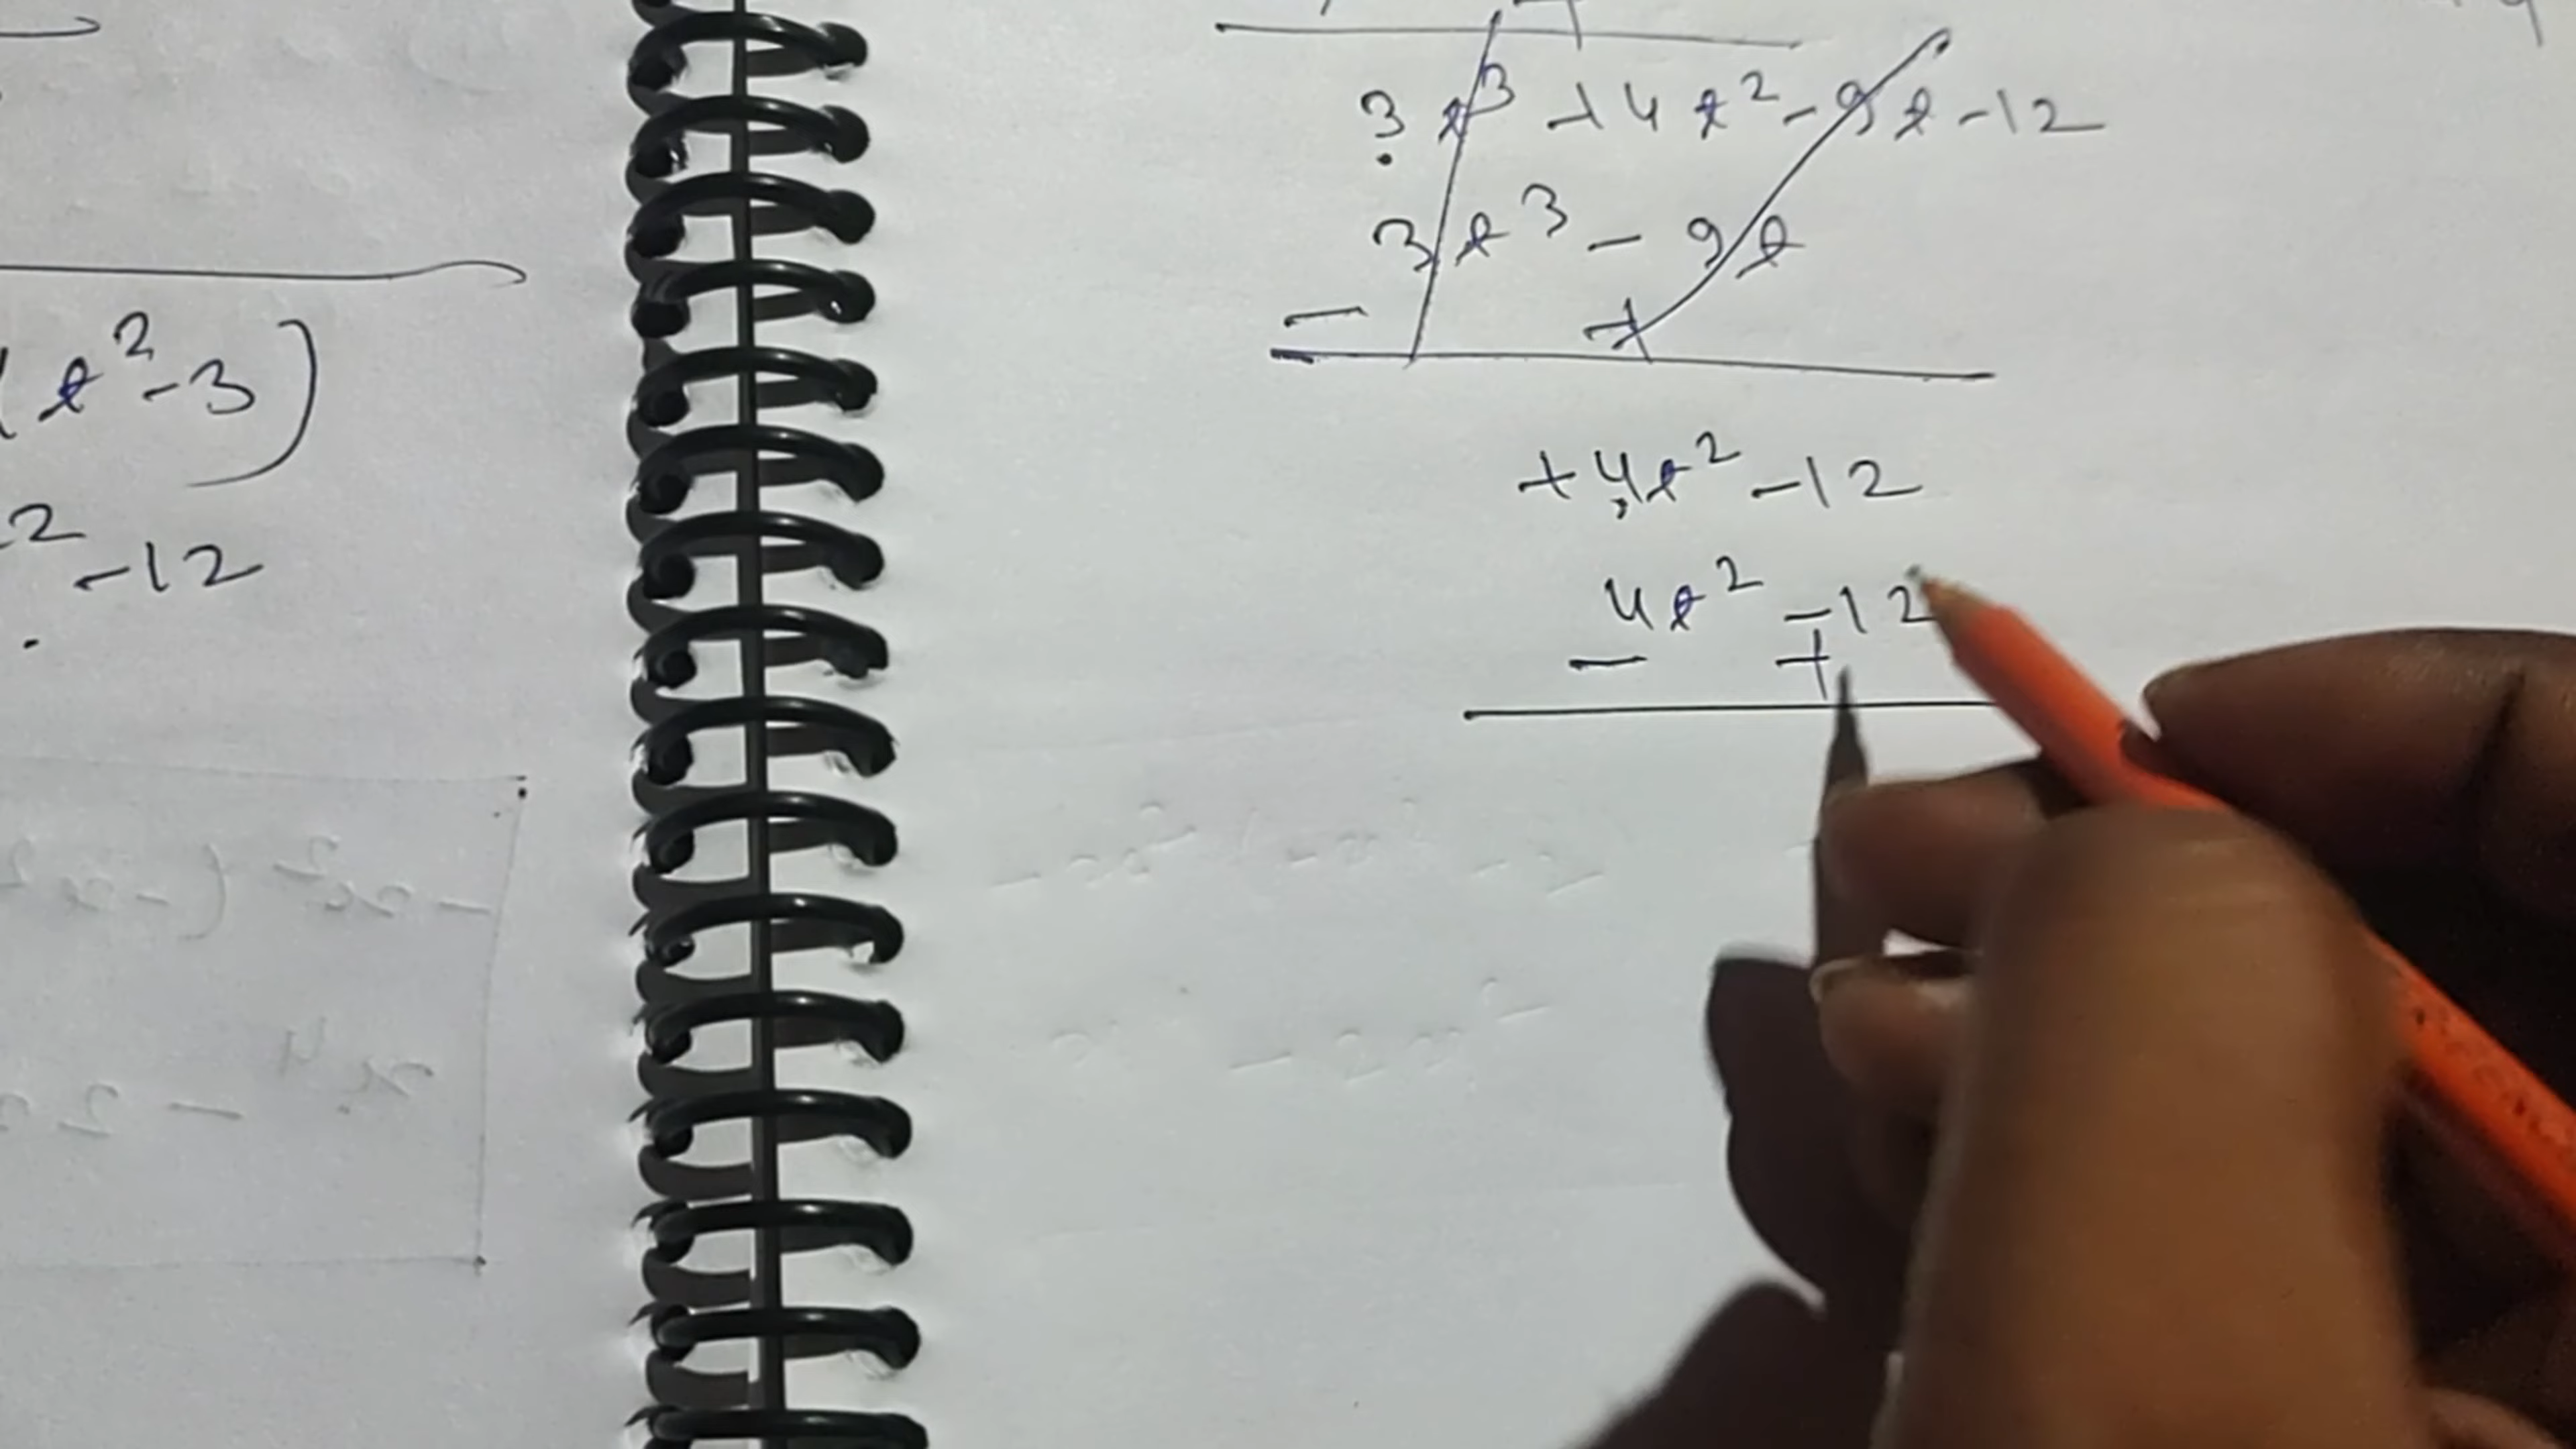 t² - 3)
² - 12
3t³ + 4t² - 9t - 12
3t³ - 9t
- +
+ 4t² - 12
4t² - 12
- +